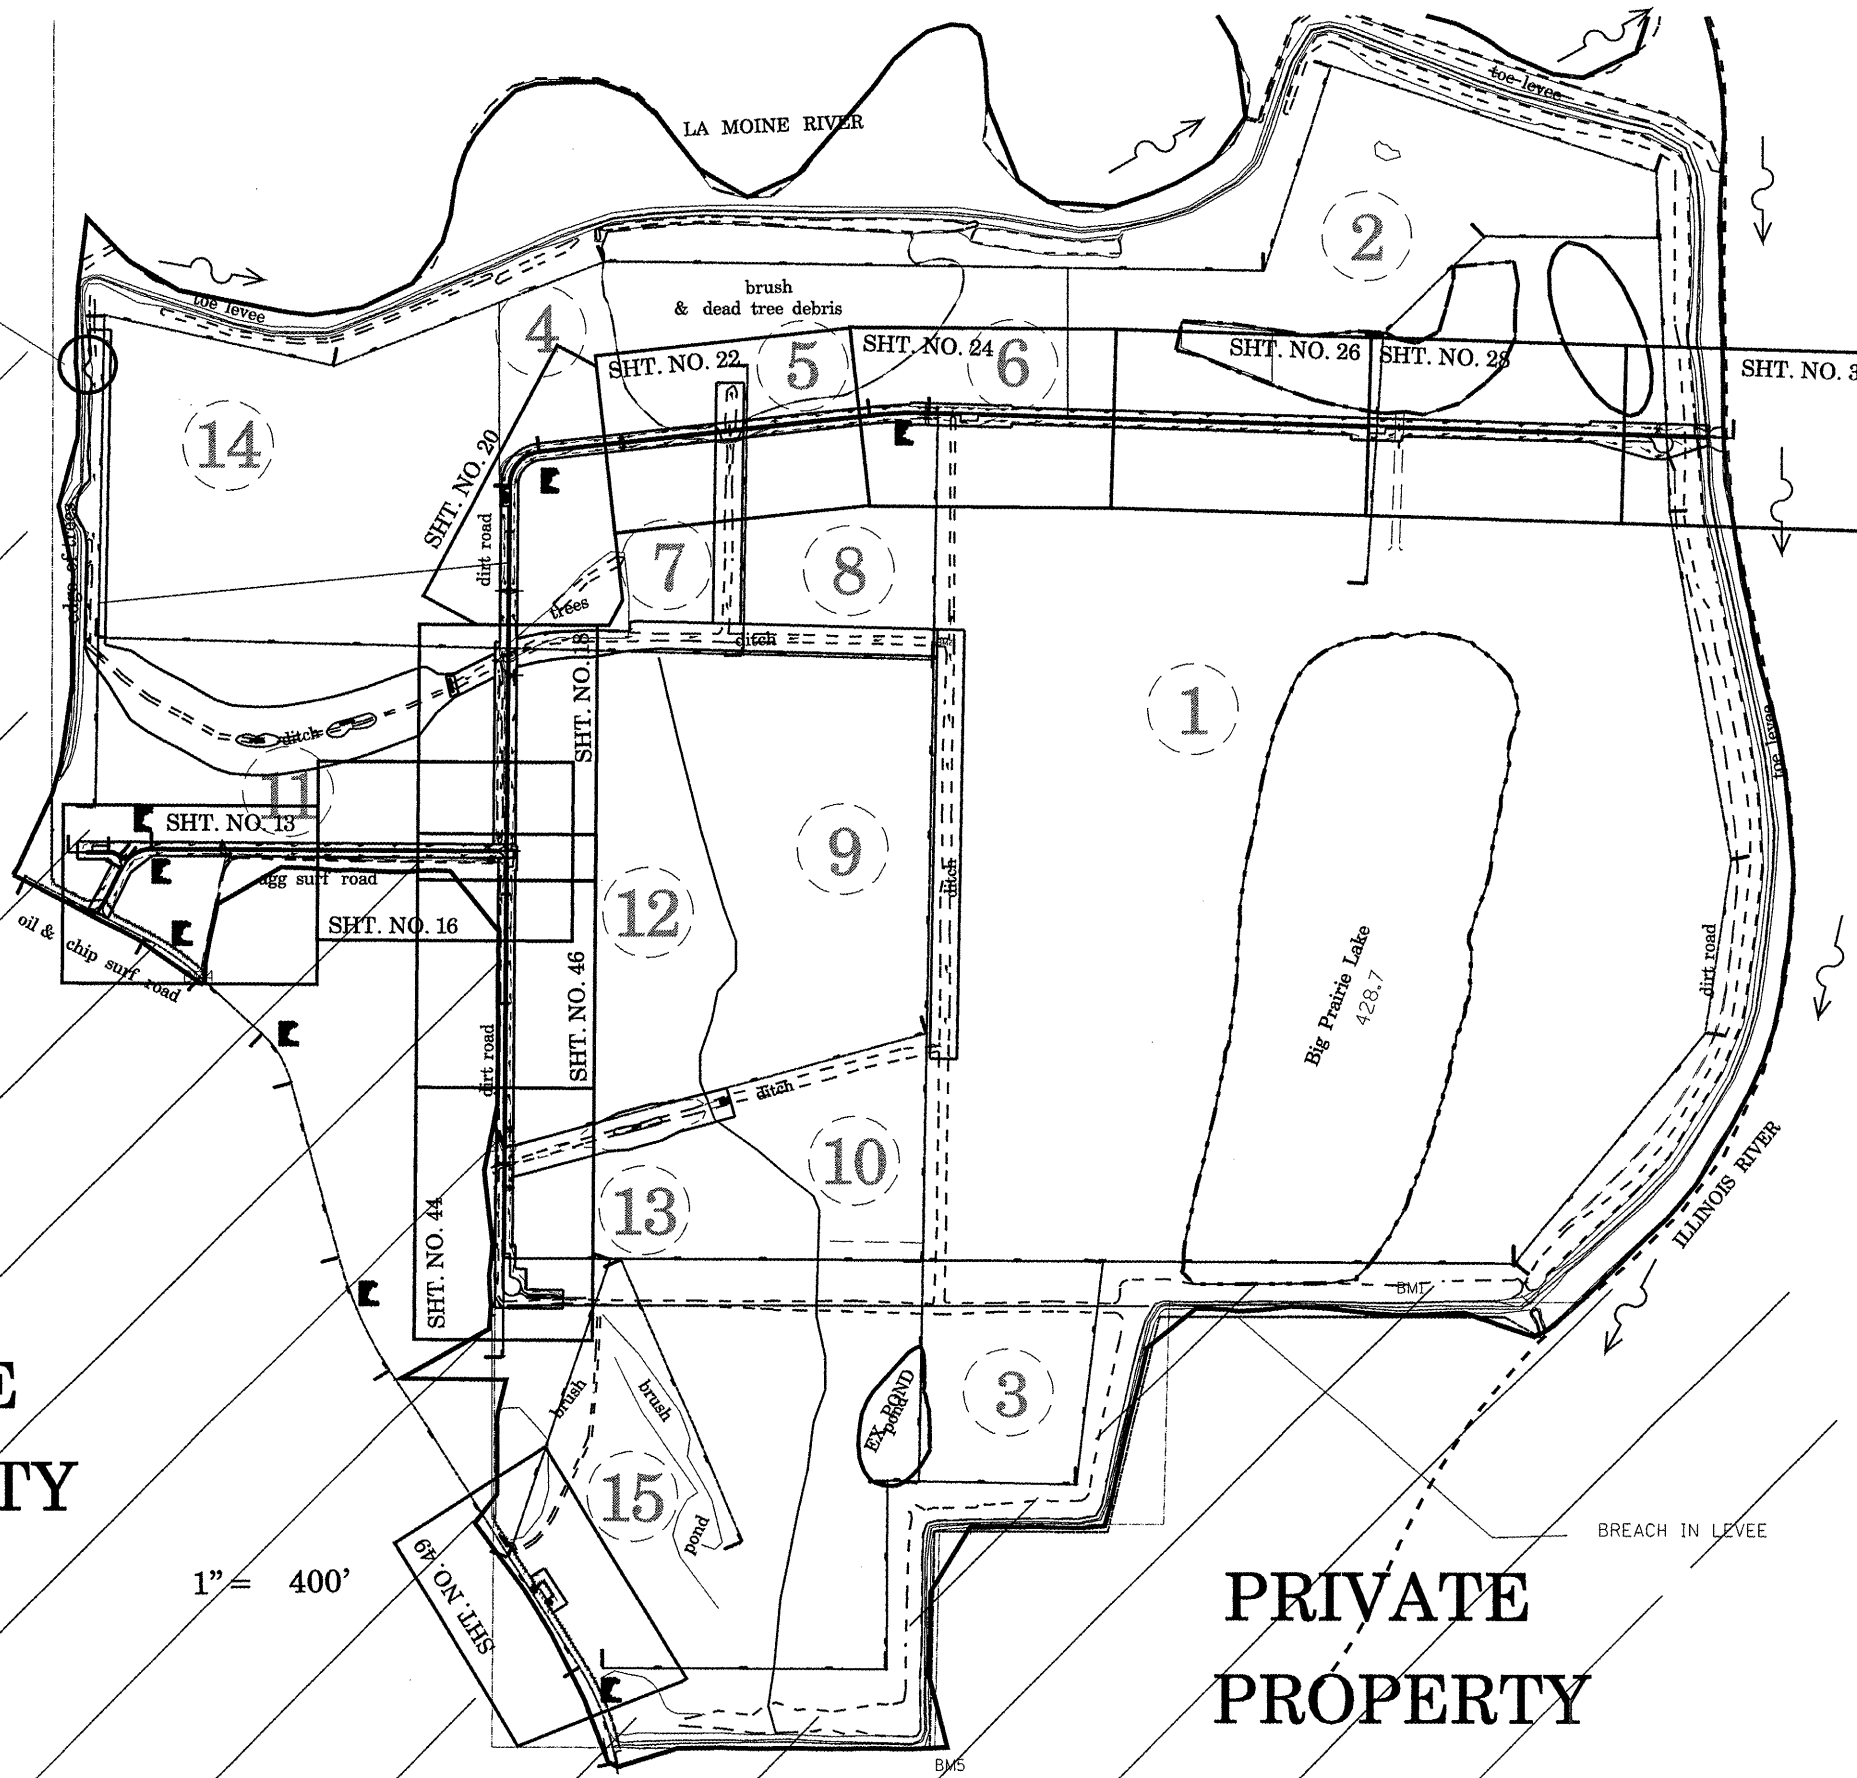 LA MOINE RIVER
toe levee
2
brush
& dead tree debris
toe levee
4
5
6
SHT. NO. 22
SHT. NO. 24
SHT. NO. 26
SHT. NO. 28
SHT. NO. 3
14
SHT. NO. 20
edge of trees
dirt road
7
8
trees
ditch
SHT. NO. 18
1
ditch
toe levee
11
SHT. NO. 13
9
ditch
agg surf road
12
SHT. NO. 16
oil & chip surf road
SHT. NO. 46
Big Prairie Lake
428.7
dirt road
dirt road
ditch
10
ILLINOIS RIVER
13
SHT. NO. 44
BM1
E
brush
brush
EX. POND
pond
3
TY
15
pond
BREACH IN LEVEE
SHT. NO. 49
1" = 400'
PRIVATE
PROPERTY
BM5